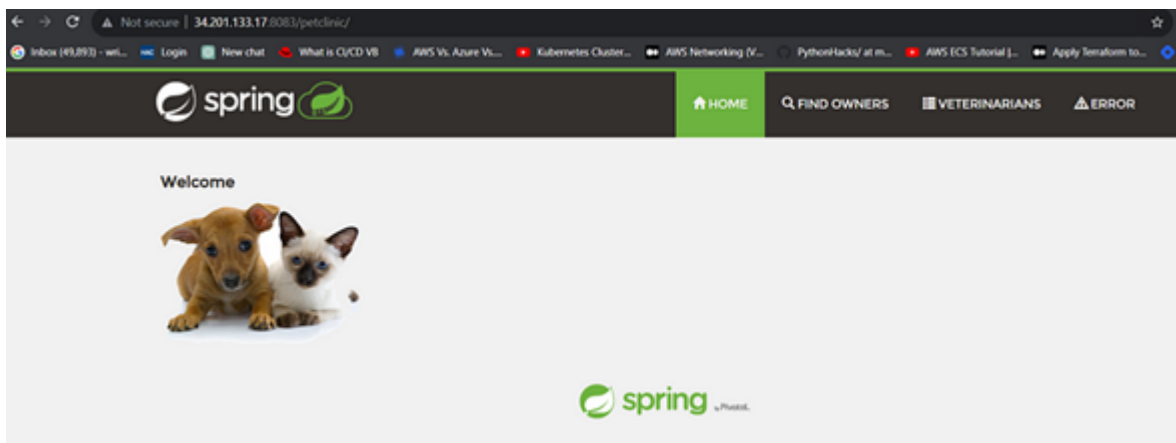 Not secure | 34.201.133.17:8083/petclinic/
Inbox (49,893) - wri... Login New chat What is CI/CD VB AWS Vs. Azure Vs.... Kubernetes Cluster... AWS Networking (V... PythonHacks/ at m... AWS ECS Tutorial |... Apply Terraform to...
spring HOME FIND OWNERS VETERINARIANS ERROR
Welcome
spring by Pivotal.